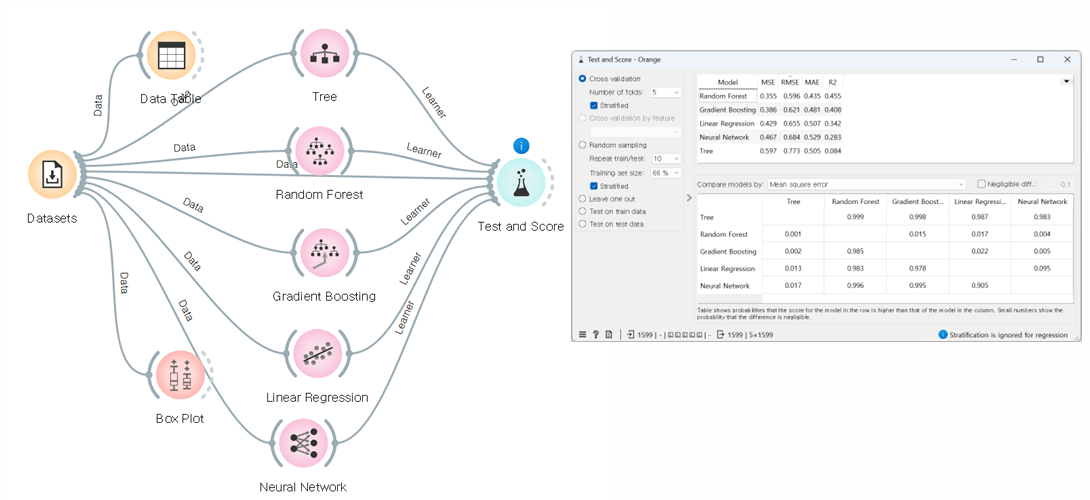 Data Table
Tree
Data
Data
Learner
Data
Data
Learner
Random Forest
Datasets
Test and Score
Data
Learner
Gradient Boosting
Data
Data
Learner
Data
Learner
Linear Regression
Box Plot
Neural Network
Test and Score - Orange
Cross validation
Number of folds: 5
Stratified
Cross validation by feature
Random sampling
Repeat train/test: 10
Training set size: 66 %
Stratified
Leave one out
Test on train data
Test on test data
Model MSE RMSE MAE R2
Random Forest 0.355 0.596 0.435 0.455
Gradient Boosting 0.386 0.621 0.481 0.408
Linear Regression 0.429 0.655 0.507 0.342
Neural Network 0.467 0.684 0.529 0.283
Tree 0.597 0.773 0.505 0.084
Compare models by: Mean square error Negligible diff.: 0.1
Tree Random Forest Gradient Boost... Linear Regressi... Neural Network
Tree 0.999 0.998 0.987 0.983
Random Forest 0.001 0.015 0.017 0.004
Gradient Boosting 0.002 0.985 0.022 0.005
Linear Regression 0.013 0.983 0.978 0.095
Neural Network 0.017 0.996 0.995 0.905
Table shows probabilities that the score for the model in the row is higher than that of the model in the column. Small numbers show the
probability that the difference is negligible.
1599 | - | - 1599 | 5×1599
Stratification is ignored for regression